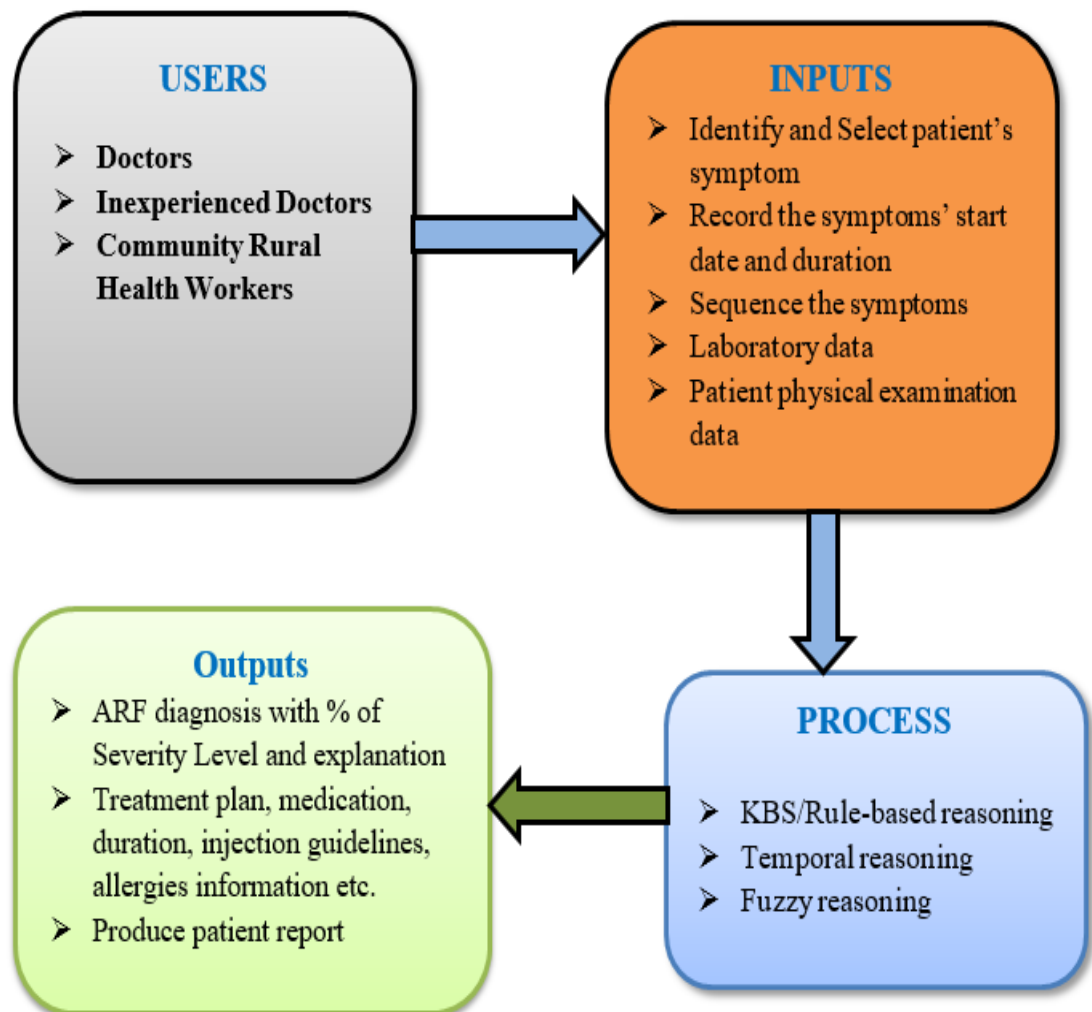 USERS
➢ Doctors
➢ Inexperienced Doctors
➢ Community Rural
Health Workers
INPUTS
➢ Identify and Select patient’s
symptom
➢ Record the symptoms’ start
date and duration
➢ Sequence the symptoms
➢ Laboratory data
➢ Patient physical examination
data
PROCESS
➢ KBS/Rule-based reasoning
➢ Temporal reasoning
➢ Fuzzy reasoning
Outputs
➢ ARF diagnosis with % of
Severity Level and explanation
➢ Treatment plan, medication,
duration, injection guidelines,
allergies information etc.
➢ Produce patient report